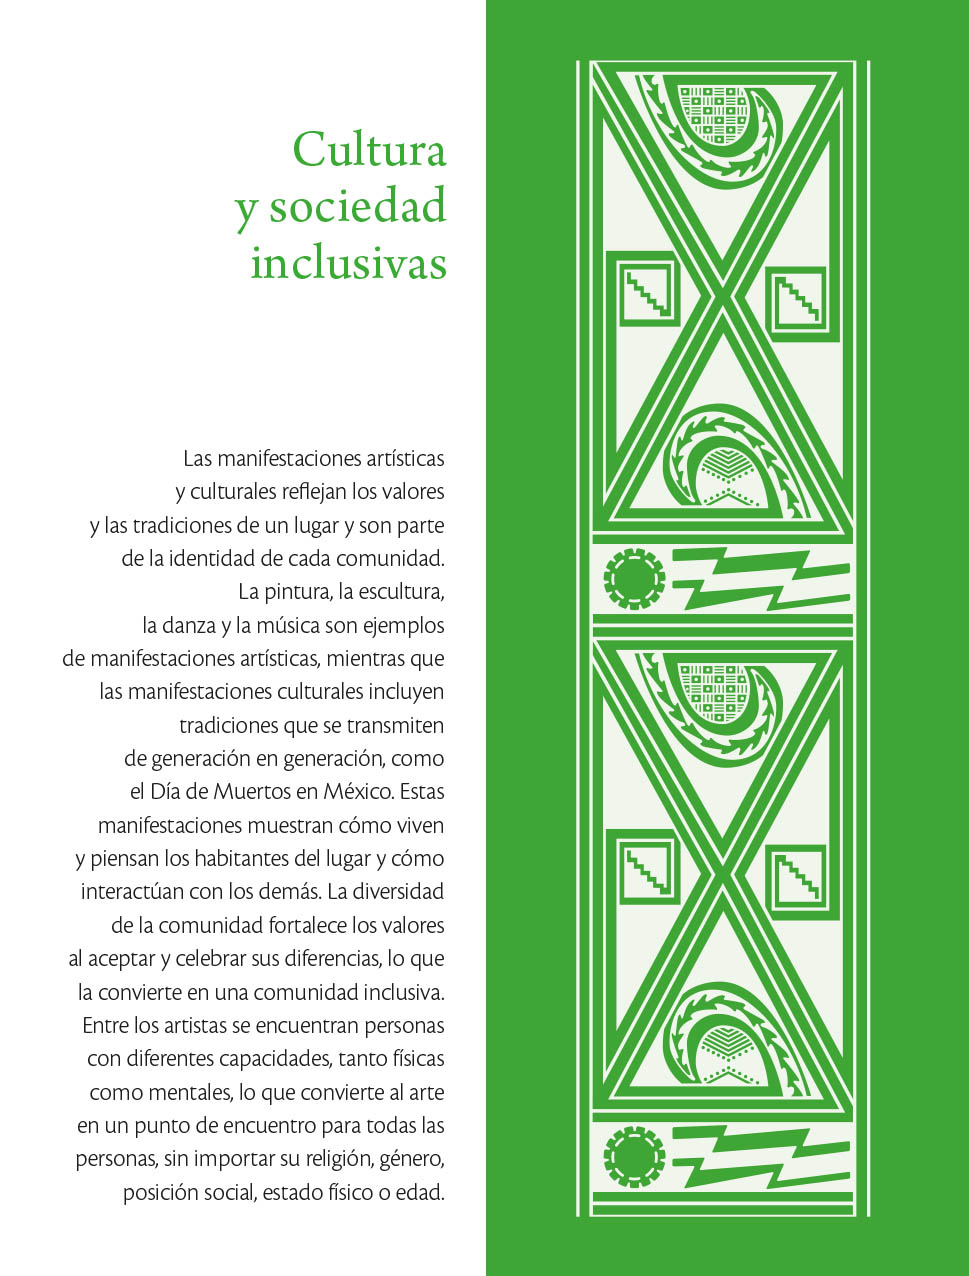 Cultura
y sociedad
inclusivas
Las manifestaciones artísticas
y culturales reflejan los valores
y las tradiciones de un lugar y son parte
de la identidad de cada comunidad.
La pintura, la escultura,
la danza y la música son ejemplos
de manifestaciones artísticas, mientras que
las manifestaciones culturales incluyen
tradiciones que se transmiten
de generación en generación, como
el Día de Muertos en México. Estas
manifestaciones muestran cómo viven
y piensan los habitantes del lugar y cómo
interactúan con los demás. La diversidad
de la comunidad fortalece los valores
al aceptar y celebrar sus diferencias, lo que
la convierte en una comunidad inclusiva.
Entre los artistas se encuentran personas
con diferentes capacidades, tanto físicas
como mentales, lo que convierte al arte
en un punto de encuentro para todas las
personas, sin importar su religión, género,
posición social, estado físico o edad.